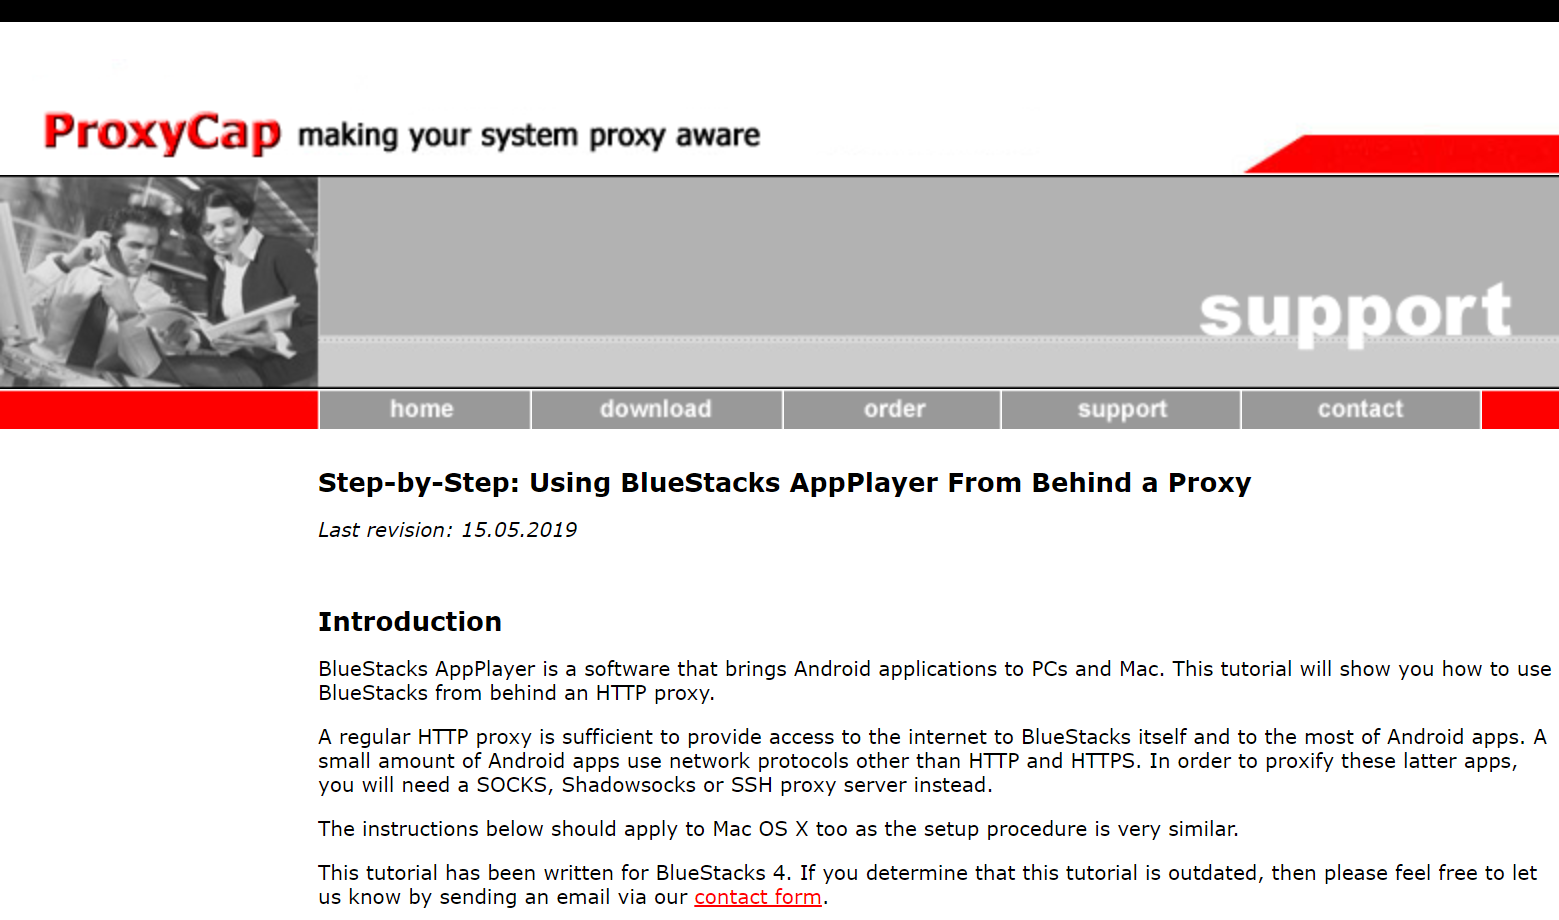 ProxyCap making your system proxy aware
support
home download order support contact
Step-by-Step: Using BlueStacks AppPlayer From Behind a Proxy
Last revision: 15.05.2019
Introduction
BlueStacks AppPlayer is a software that brings Android applications to PCs and Mac. This tutorial will show you how to use
BlueStacks from behind an HTTP proxy.
A regular HTTP proxy is sufficient to provide access to the internet to BlueStacks itself and to the most of Android apps. A
small amount of Android apps use network protocols other than HTTP and HTTPS. In order to proxify these latter apps,
you will need a SOCKS, Shadowsocks or SSH proxy server instead.
The instructions below should apply to Mac OS X too as the setup procedure is very similar.
This tutorial has been written for BlueStacks 4. If you determine that this tutorial is outdated, then please feel free to let
us know by sending an email via our contact form.